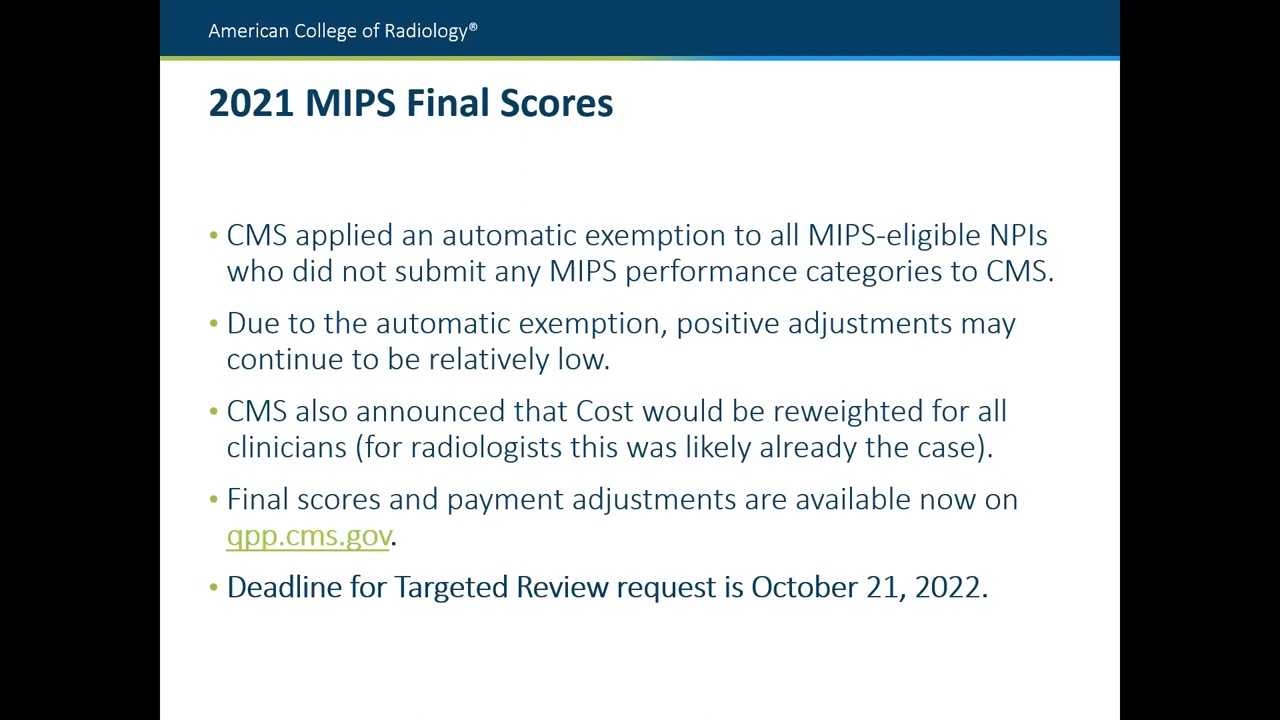 American College of Radiology®
2021 MIPS Final Scores
• CMS applied an automatic exemption to all MIPS-eligible NPIs
who did not submit any MIPS performance categories to CMS.
• Due to the automatic exemption, positive adjustments may
continue to be relatively low.
• CMS also announced that Cost would be reweighted for all
clinicians (for radiologists this was likely already the case).
• Final scores and payment adjustments are available now on
qpp.cms.gov.
• Deadline for Targeted Review request is October 21, 2022.